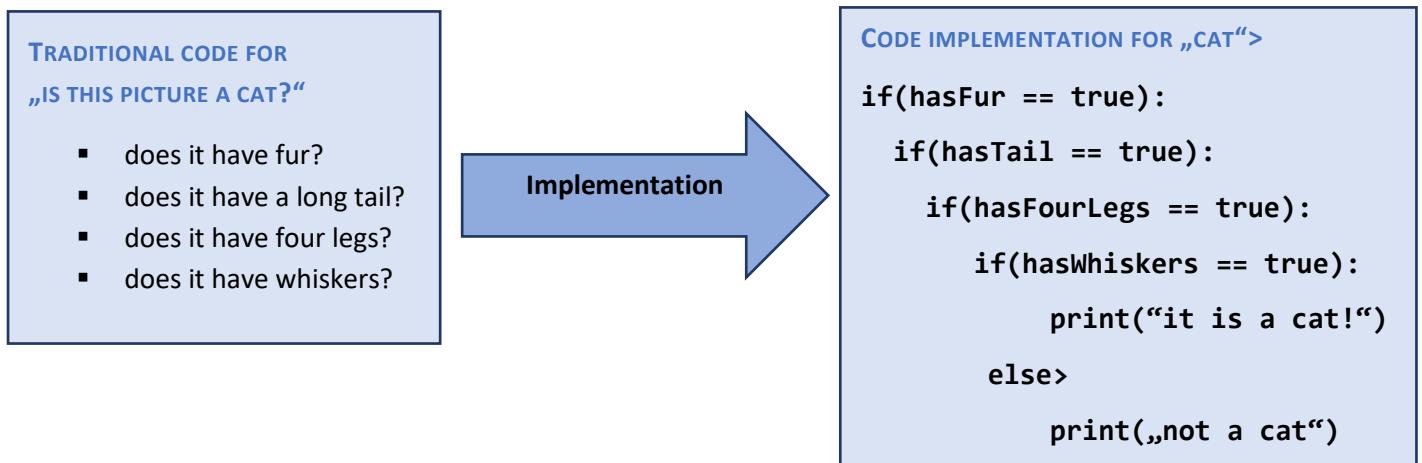 TRADITIONAL CODE FOR
„IS THIS PICTURE A CAT?“
▪ does it have fur?
▪ does it have a long tail?
▪ does it have four legs?
▪ does it have whiskers?
Implementation
CODE IMPLEMENTATION FOR „CAT“>
if(hasFur == true):
if(hasTail == true):
if(hasFourLegs == true):
if(hasWhiskers == true):
print(“it is a cat!“)
else>
print(„not a cat“)